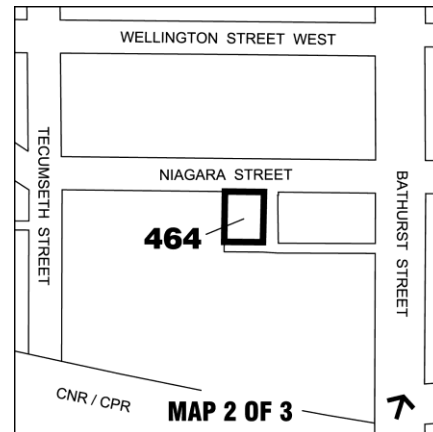 WELLINGTON STREET WEST
NIAGARA STREET
TECUMSETH STREET
BATHURST STREET
464
CNR / CPR
MAP 2 OF 3